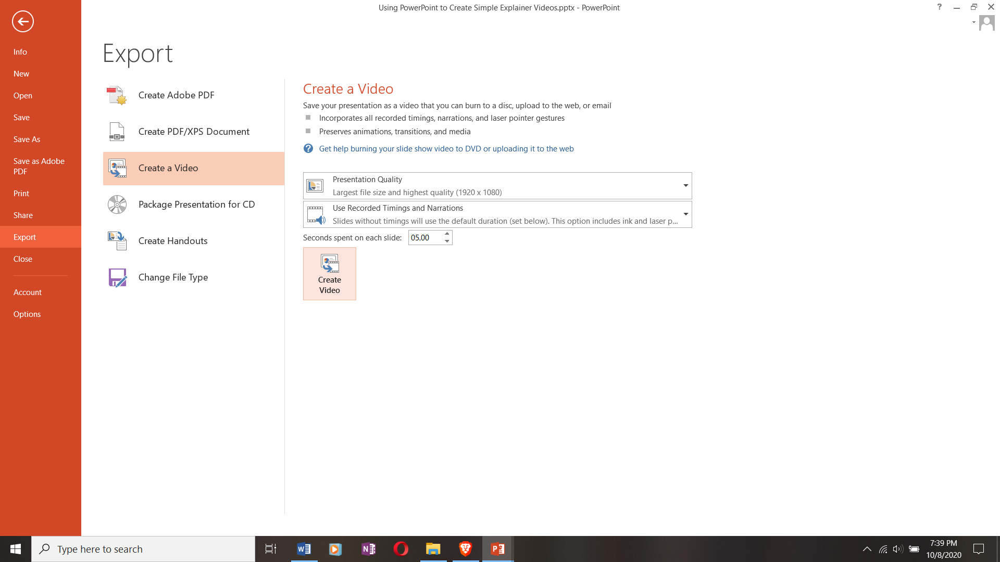 Using PowerPoint to Create Simple Explainer Videos.pptx - PowerPoint
?
Info
New
Open
Save
Save As
Save as Adobe
PDF
Print
Share
Export
Close
Account
Options
Export
Create Adobe PDF
Create PDF/XPS Document
Create a Video
Package Presentation for CD
Create Handouts
Change File Type
Create a Video
Save your presentation as a video that you can burn to a disc, upload to the web, or email
Incorporates all recorded timings, narrations, and laser pointer gestures
Preserves animations, transitions, and media
? Get help burning your slide show video to DVD or uploading it to the web
Presentation Quality
Largest file size and highest quality (1920 x 1080)
Use Recorded Timings and Narrations
Slides without timings will use the default duration (set below). This option includes ink and laser p...
Seconds spent on each slide: 05.00
Create
Video
Type here to search
W
N
P
7:39 PM
10/8/2020